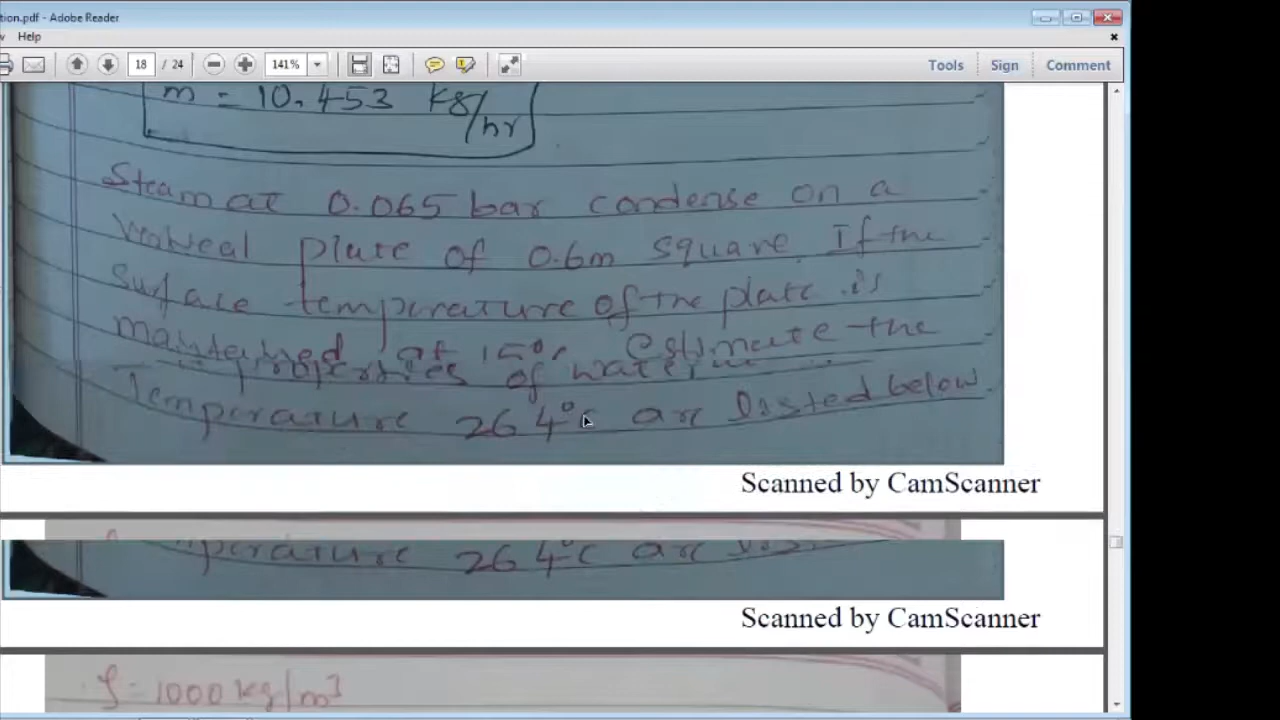 tion.pdf - Adobe Reader
Help
18 / 24 141% Tools Sign Comment
m = 10.453 kg/hr
Steam at 0.065 bar condense on a
plate of 0.6m square. If the
surface temperature of the plate is
at 15° estimate the
properties of water
Temperature 26.4°c are listed below
Scanned by CamScanner
26 4°c are
Scanned by CamScanner
ρ = 1000 kg/m³